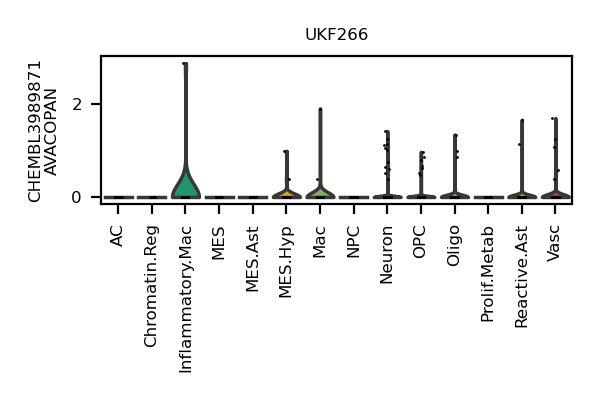 UKF266
CHEMBL3989871
AVACOPAN
2
0
AC
Chromatin.Reg
Inflammatory.Mac
MES
MES.Ast
MES.Hyp
Mac
NPC
Neuron
OPC
Oligo
Prolif.Metab
Reactive.Ast
Vasc